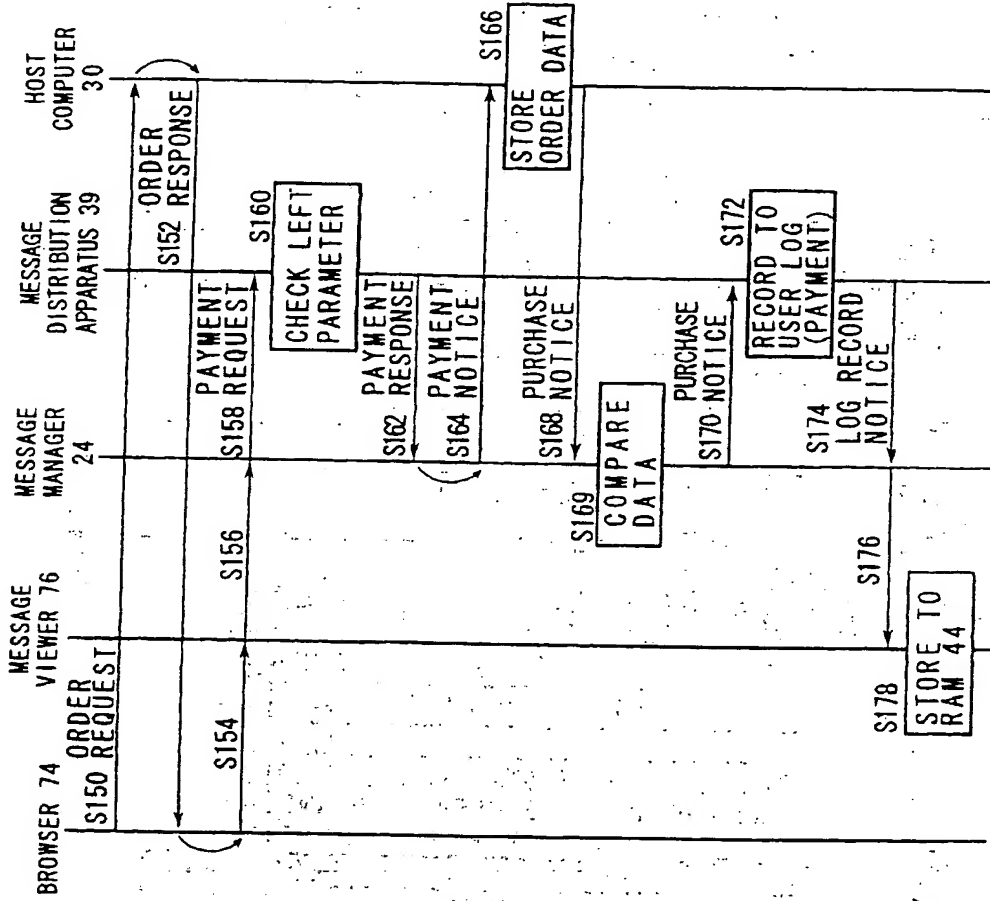 BROWSER 74
MESSAGE
VIEWER 76
MESSAGE
MANAGER
24
MESSAGE
DISTRIBUTION
APPARATUS 39
HOST
COMPUTER
30
S150 ORDER
REQUEST
S152 ORDER
RESPONSE
S154
S156
PAYMENT
S158 REQUEST
S160
CHECK LEFT
PARAMETER
PAYMENT
S162 RESPONSE
PAYMENT
S164 NOTICE
S166
STORE
ORDER DATA
PURCHASE
S168 NOTICE
S169
COMPARE
DATA
PURCHASE
S170 NOTICE
S172
RECORD TO
USER LOG
(PAYMENT)
S174
LOG RECORD
NOTICE
S176
S178
STORE TO
RAM 44